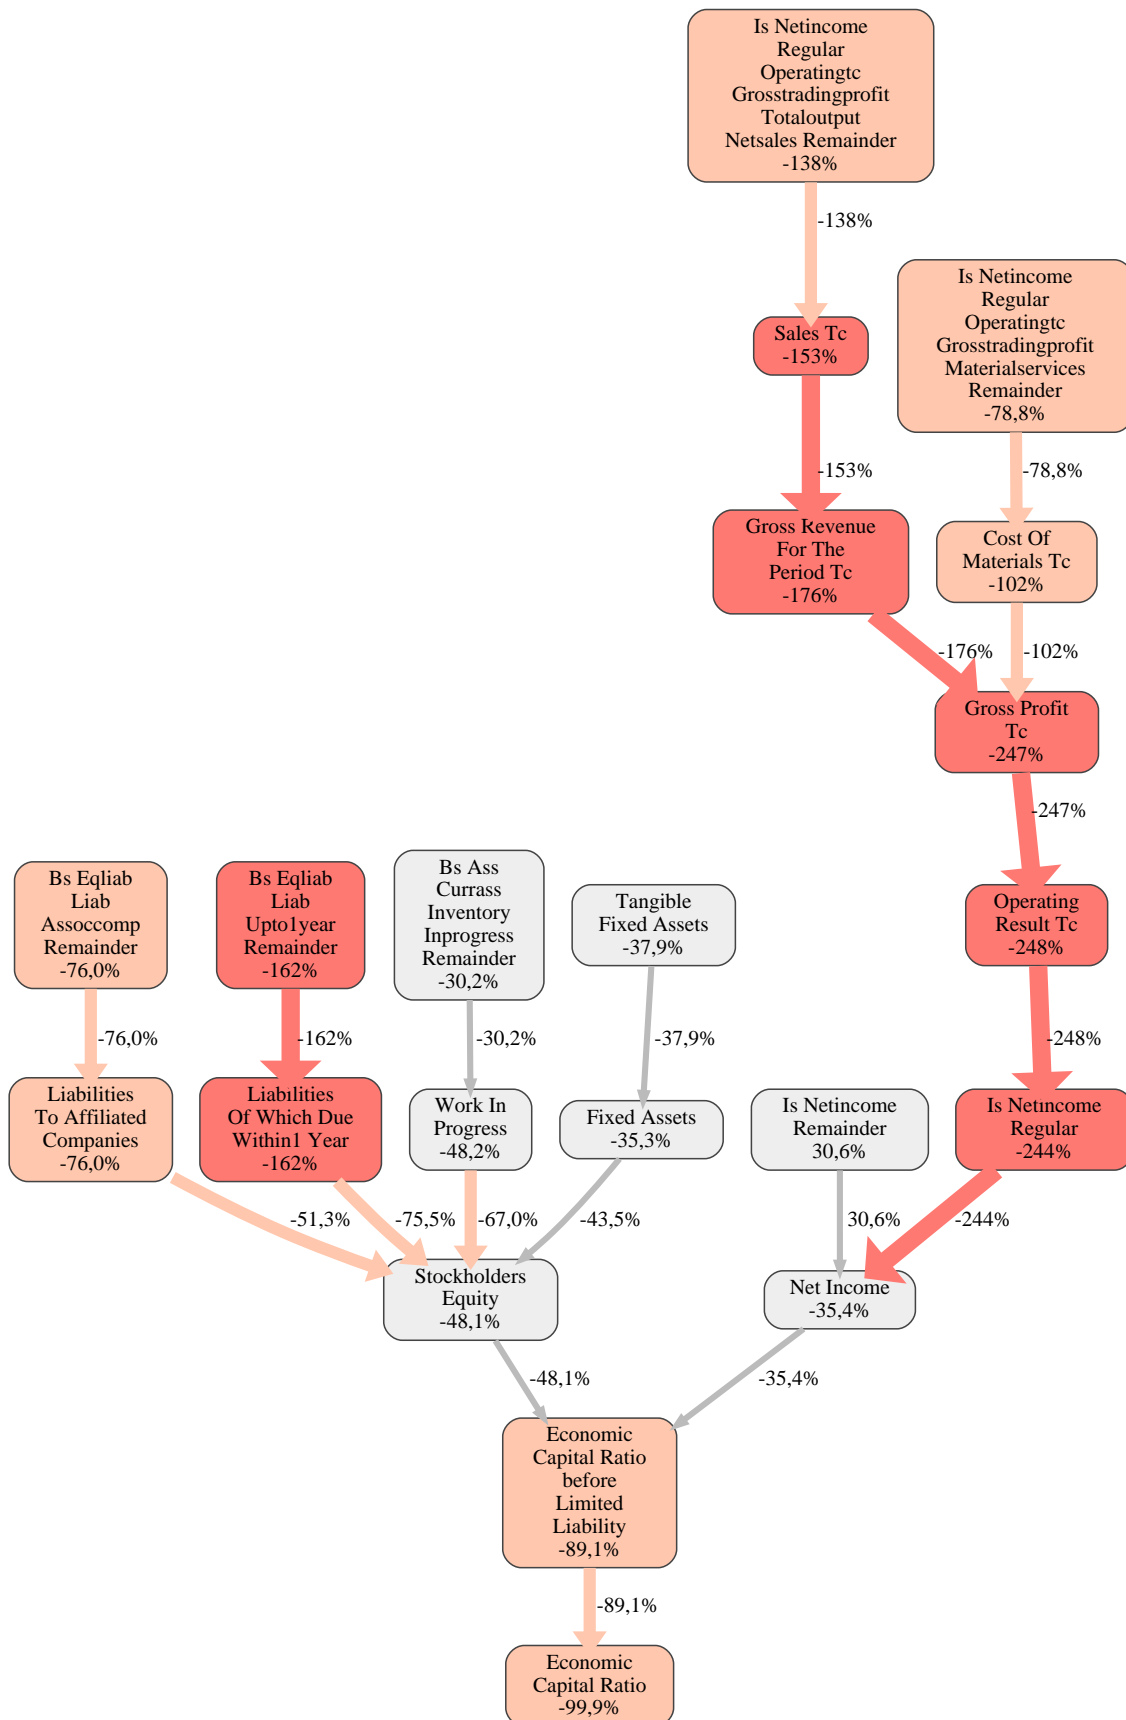 Is Netincome
Regular
Operatingtc
Grosstradingprofit
Totaloutput
Netsales Remainder
-138%
-138%
Is Netincome
Regular
Operatingtc
Grosstradingprofit
Materialservices
Remainder
-78,8%
Sales Tc
-153%
-153%
-78,8%
Gross Revenue
For The
Period Tc
-176%
Cost Of
Materials Tc
-102%
-176%
-102%
Gross Profit
Tc
-247%
-247%
Bs Eqliab
Liab
Assoccomp
Remainder
-76,0%
Bs Eqliab
Liab
Upto1year
Remainder
-162%
Bs Ass
Currass
Inventory
Inprogress
Remainder
-30,2%
Tangible
Fixed Assets
-37,9%
Operating
Result Tc
-248%
-76,0%
-162%
-30,2%
-37,9%
-248%
Liabilities
To Affiliated
Companies
-76,0%
Liabilities
Of Which Due
Within1 Year
-162%
Work In
Progress
-48,2%
Fixed Assets
-35,3%
Is Netincome
Remainder
30,6%
Is Netincome
Regular
-244%
-51,3%
-75,5%
-67,0%
-43,5%
30,6%
-244%
Stockholders
Equity
-48,1%
Net Income
-35,4%
-48,1%
-35,4%
Economic
Capital Ratio
before
Limited
Liability
-89,1%
-89,1%
Economic
Capital Ratio
-99,9%